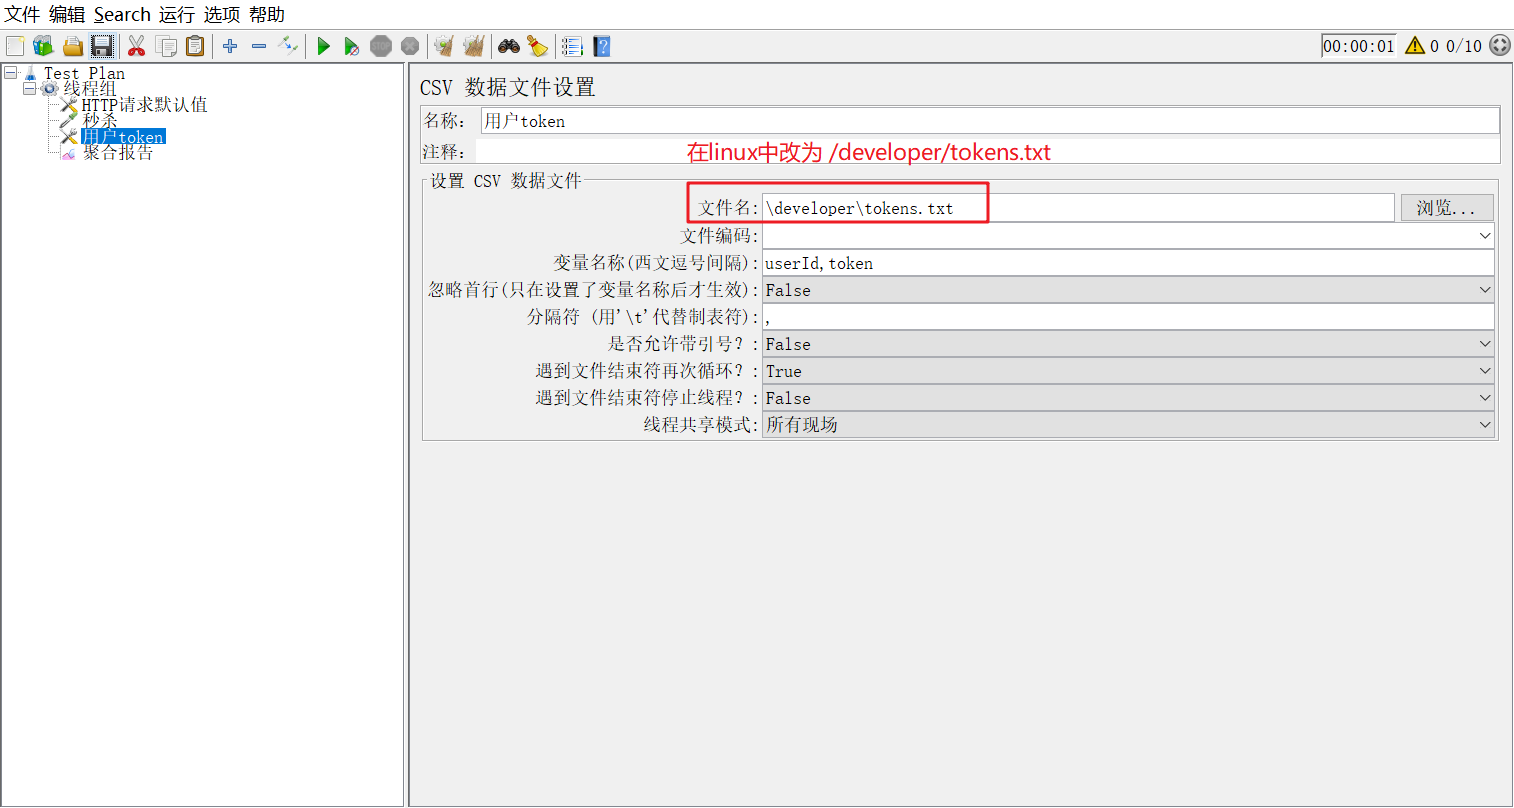 文件 编辑 Search 运行 选项 帮助
STOP
00:00:01 0 0/10
Test Plan
线程组
HTTP请求默认值
秒杀
用户token
聚合报告
CSV 数据文件设置
名称: 用户token
注释:
在linux中改为 /developer/tokens.txt
设置 CSV 数据文件
文件名: \developer\tokens.txt 浏览...
文件编码:
变量名称(西文逗号间隔): userId,token
忽略首行(只在设置了变量名称后才生效): False
分隔符 (用'\t'代替制表符): ,
是否允许带引号?: False
遇到文件结束符再次循环?: True
遇到文件结束符停止线程?: False
线程共享模式: 所有现场